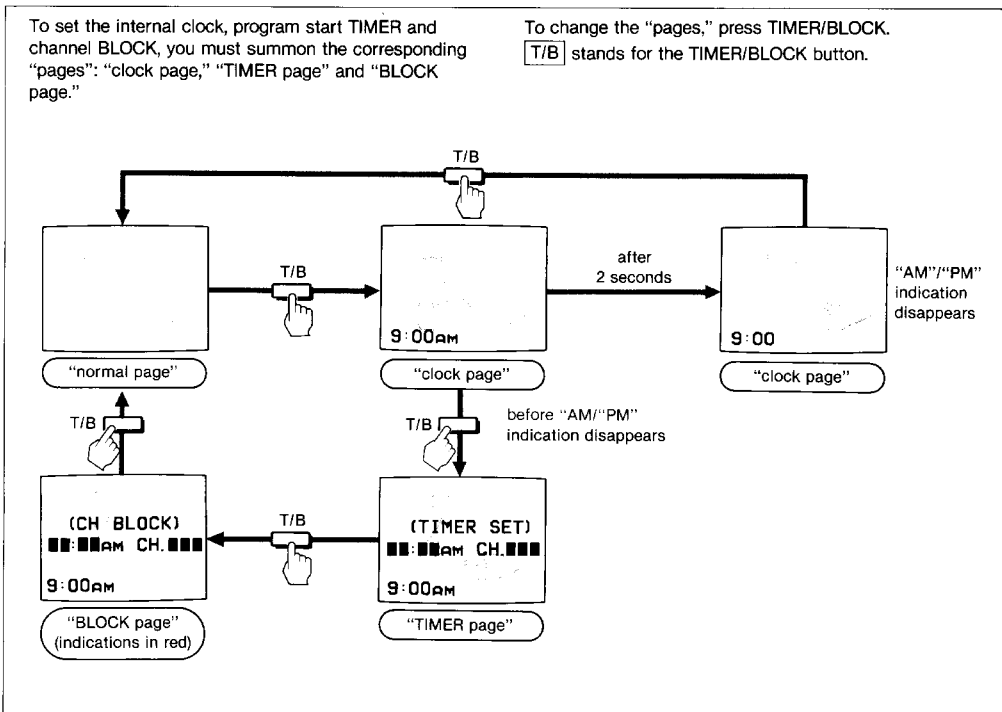 To set the internal clock, program start TIMER and
channel BLOCK, you must summon the corresponding
“pages”: “clock page,” “TIMER page” and “BLOCK
page.”
To change the “pages,” press TIMER/BLOCK.
T/B stands for the TIMER/BLOCK button.
T/B
T/B
9:00AM
after
2 seconds
9:00
“AM”/“PM”
indication
disappears
“normal page”
“clock page”
“clock page”
T/B
T/B
before “AM/“PM”
indication disappears
(CH BLOCK)
■■:■■AM CH.■■■
9:00AM
T/B
(TIMER SET)
■■:■■AM CH.■■■
9:00AM
“BLOCK page”
(indications in red)
“TIMER page”